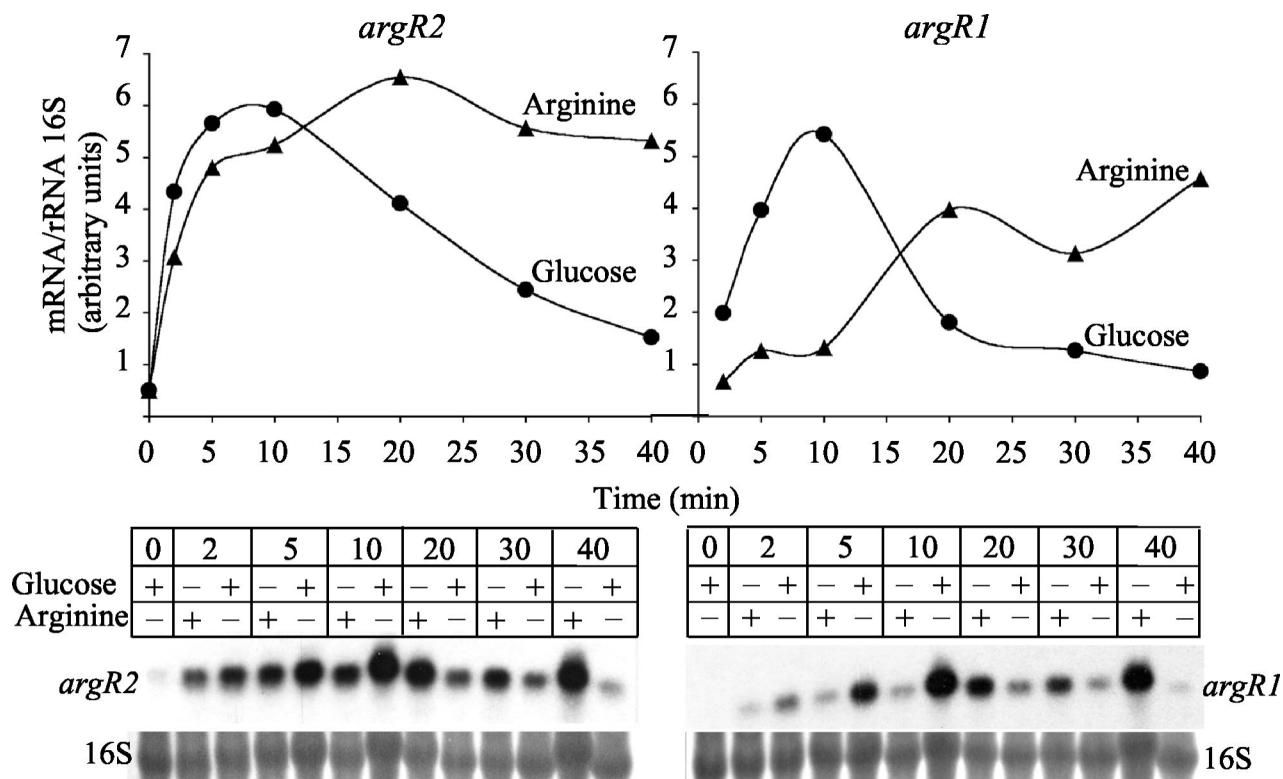 argR2 argR1
mRNA/rRNA 16S
(arbitrary units)
7 7
6 6
5 5
4 4
3 3
2 2
1 1
Arginine Arginine
Glucose Glucose
0 5 10 15 20 25 30 35 40 0 5 10 15 20 25 30 35 40
Time (min)
0 2 5 10 20 30 40 0 2 5 10 20 30 40
Glucose + − + − + − + − + − + − + + − + − + − + − + − + − +
Arginine − + − + − + − + − + − + − − + − + − + − + − + − + −
argR2 argR1
16S 16S